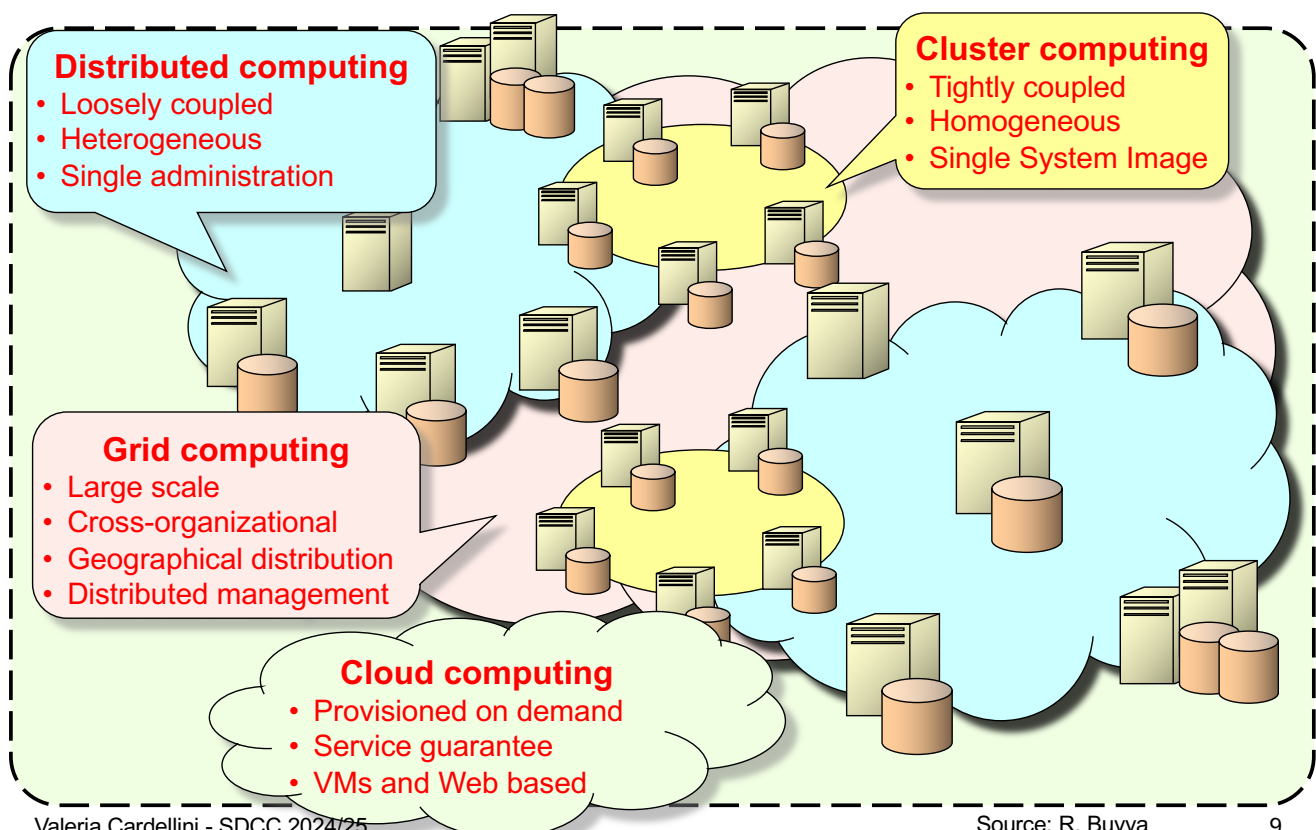 Distributed computing
• Loosely coupled
• Heterogeneous
• Single administration
Cluster computing
• Tightly coupled
• Homogeneous
• Single System Image
Grid computing
• Large scale
• Cross-organizational
• Geographical distribution
• Distributed management
Cloud computing
• Provisioned on demand
• Service guarantee
• VMs and Web based
Valeria Cardellini - SDCC 2024/25
Source: R. Buyya
9